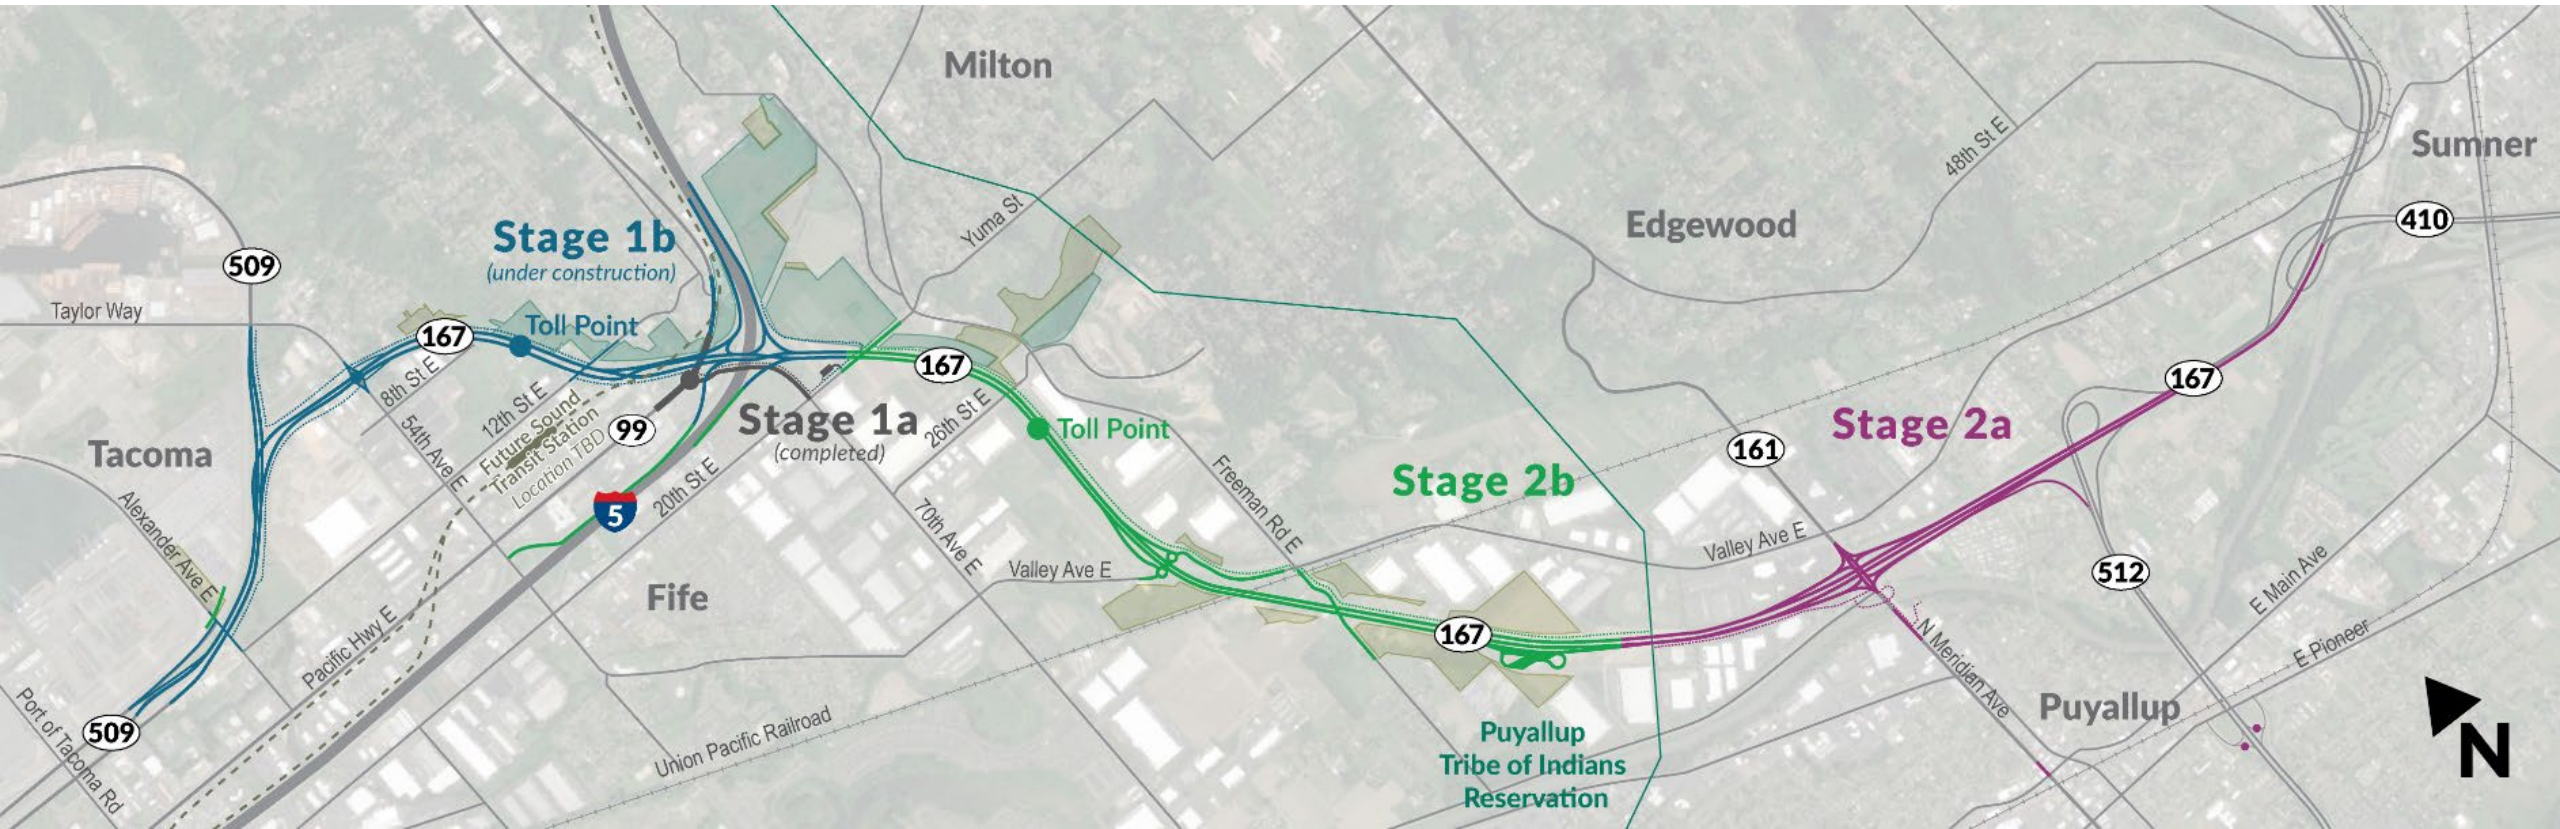 Milton
Sumner
48th St E
Yuma St
410
Edgewood
Stage 1b
(under construction)
509
Taylor Way
Toll Point
167
167
167
8th St E
12th St E
54th Ave E
Future Sound
Transit Station
Location TBD
99
Stage 1a
(completed)
26th St E
Toll Point
Stage 2a
161
Tacoma
Freeman Rd E
Stage 2b
20th St E
5
Alexander Ave E
70th Ave E
Valley Ave E
Valley Ave E
512
E Main Ave
Fife
Pacific Hwy E
167
N Meridian Ave
E Pioneer
Puyallup
Port of Tacoma Rd
509
Union Pacific Railroad
Puyallup
Tribe of Indians
Reservation
N